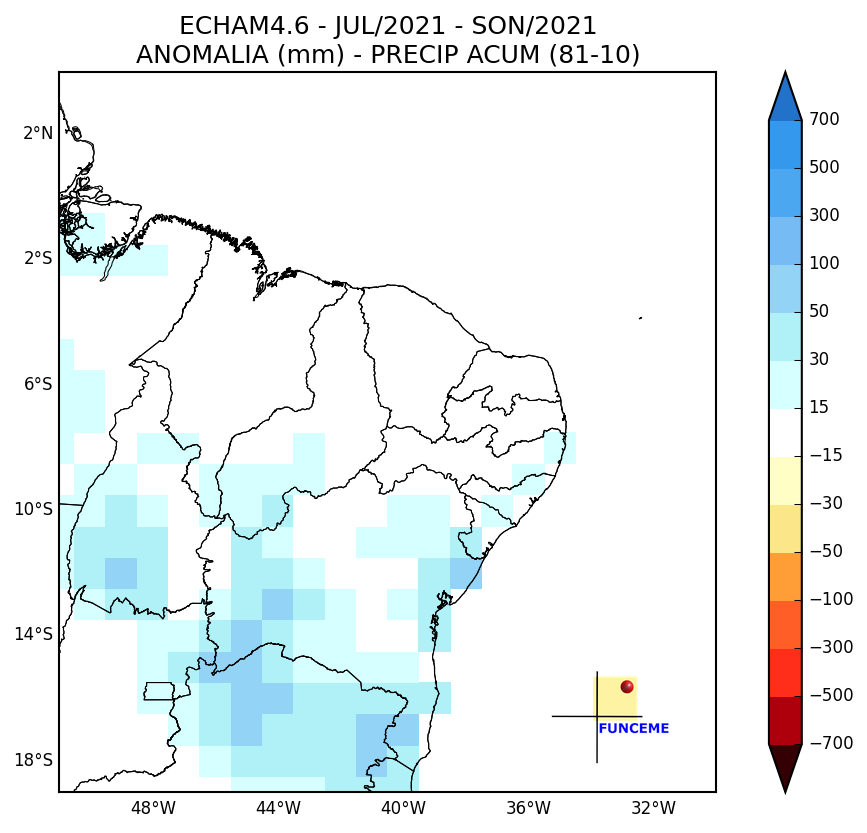 ECHAM4.6 - JUL/2021 - SON/2021
ANOMALIA (mm) - PRECIP ACUM (81-10)
2°N
2°S
6°S
10°S
14°S
18°S
48°W
44°W
40°W
36°W
32°W
700
500
300
100
50
30
15
−15
−30
−50
−100
−300
−500
−700
FUNCEME